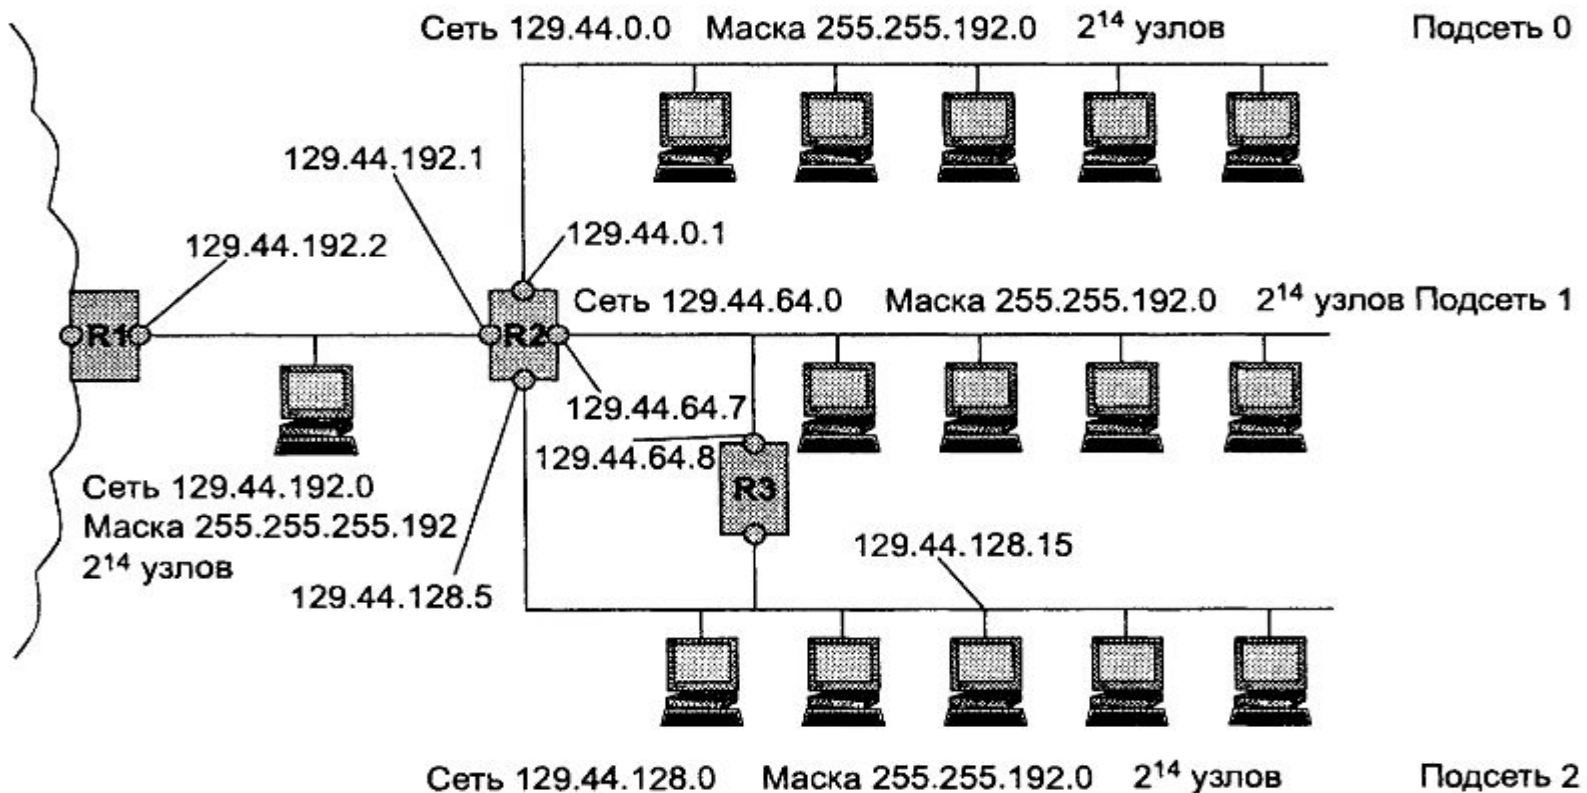 Сеть 129.44.0.0 Маска 255.255.192.0 2¹⁴ узлов Подсеть 0
129.44.192.1
129.44.192.2
129.44.0.1
R1
R2
Сеть 129.44.64.0 Маска 255.255.192.0 2¹⁴ узлов Подсеть 1
129.44.64.7
129.44.64.8
R3
Сеть 129.44.192.0
Маска 255.255.255.192
2¹⁴ узлов
129.44.128.5
129.44.128.15
Сеть 129.44.128.0 Маска 255.255.192.0 2¹⁴ узлов Подсеть 2